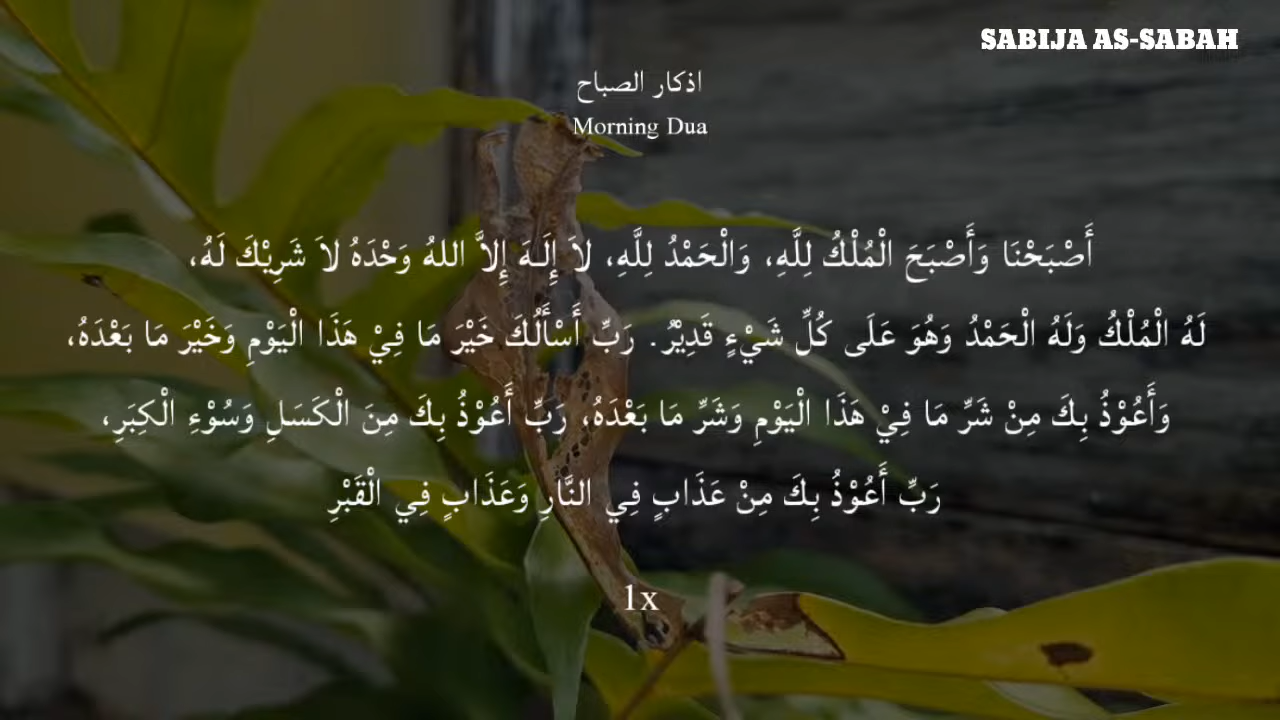 SABIJA AS-SABAH
اذكار الصباح
Morning Dua
أَصْبَحْنَا وَأَصْبَحَ الْمُلْكُ لِلَّهِ، وَالْحَمْدُ لِلَّهِ، لاَ إِلَـهَ إِلاَّ اللهُ وَحْدَهُ لاَ شَرِيْكَ لَهُ،
لَهُ الْمُلْكُ وَلَهُ الْحَمْدُ وَهُوَ عَلَى كُلِّ شَيْءٍ قَدِيْرٌ. رَبِّ أَسْأَلُكَ خَيْرَ مَا فِيْ هَذَا الْيَوْمِ وَخَيْرَ مَا بَعْدَهُ،
وَأَعُوْذُ بِكَ مِنْ شَرِّ مَا فِيْ هَذَا الْيَوْمِ وَشَرِّ مَا بَعْدَهُ، رَبِّ أَعُوْذُ بِكَ مِنَ الْكَسَلِ وَسُوْءِ الْكِبَرِ،
رَبِّ أَعُوْذُ بِكَ مِنْ عَذَابٍ فِي النَّارِ وَعَذَابٍ فِي الْقَبْرِ
1x